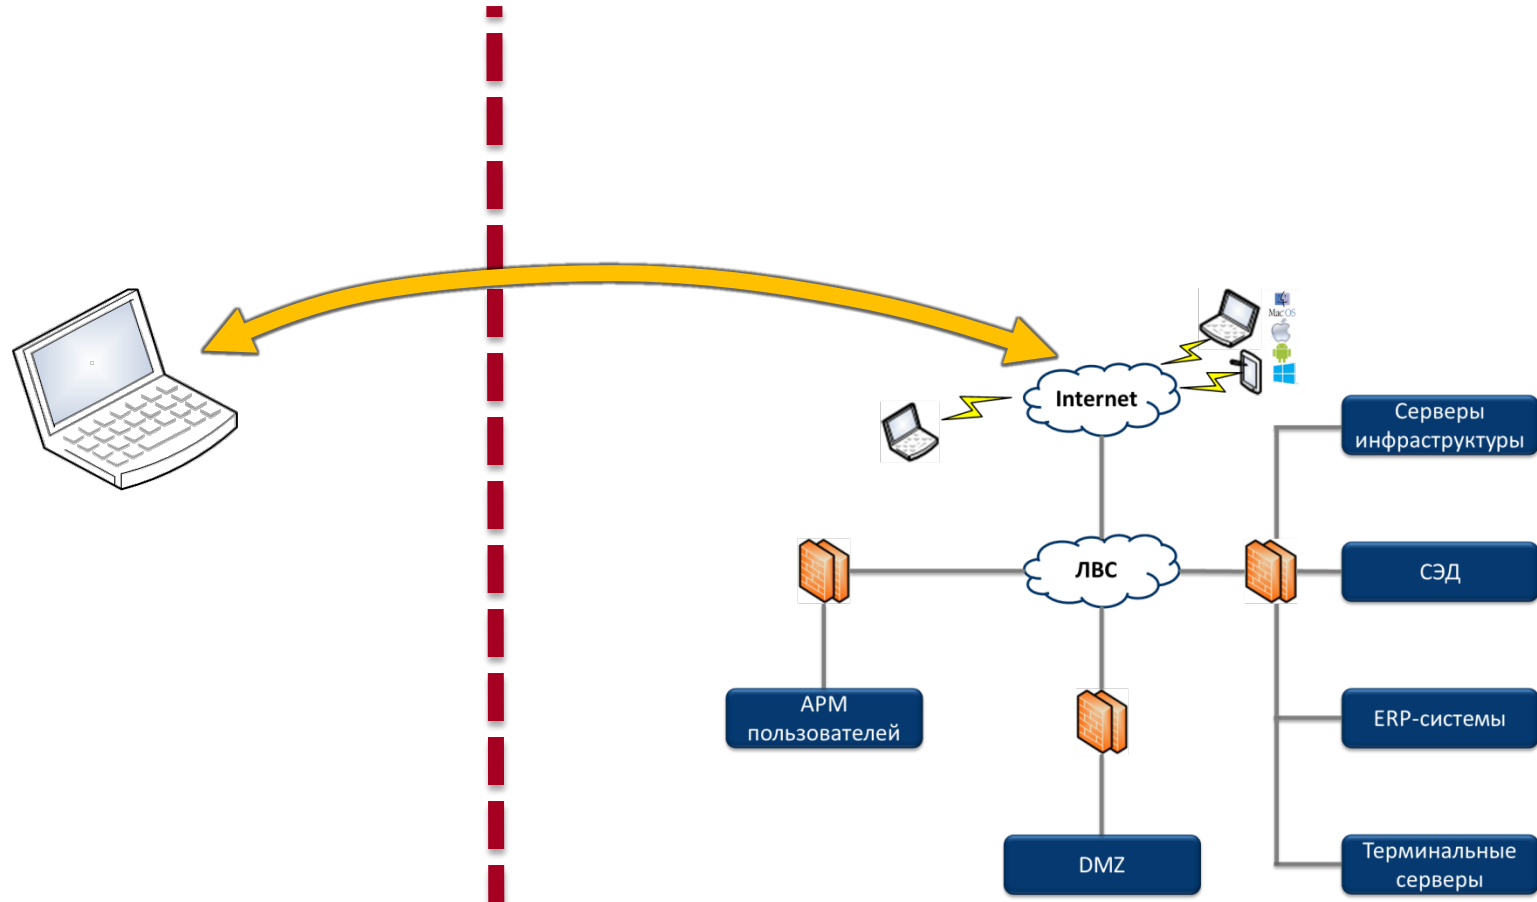 Mac OS
Internet
Серверы
инфраструктуры
ЛВС
СЭД
АРМ
пользователей
ERP-системы
DMZ
Терминальные
серверы